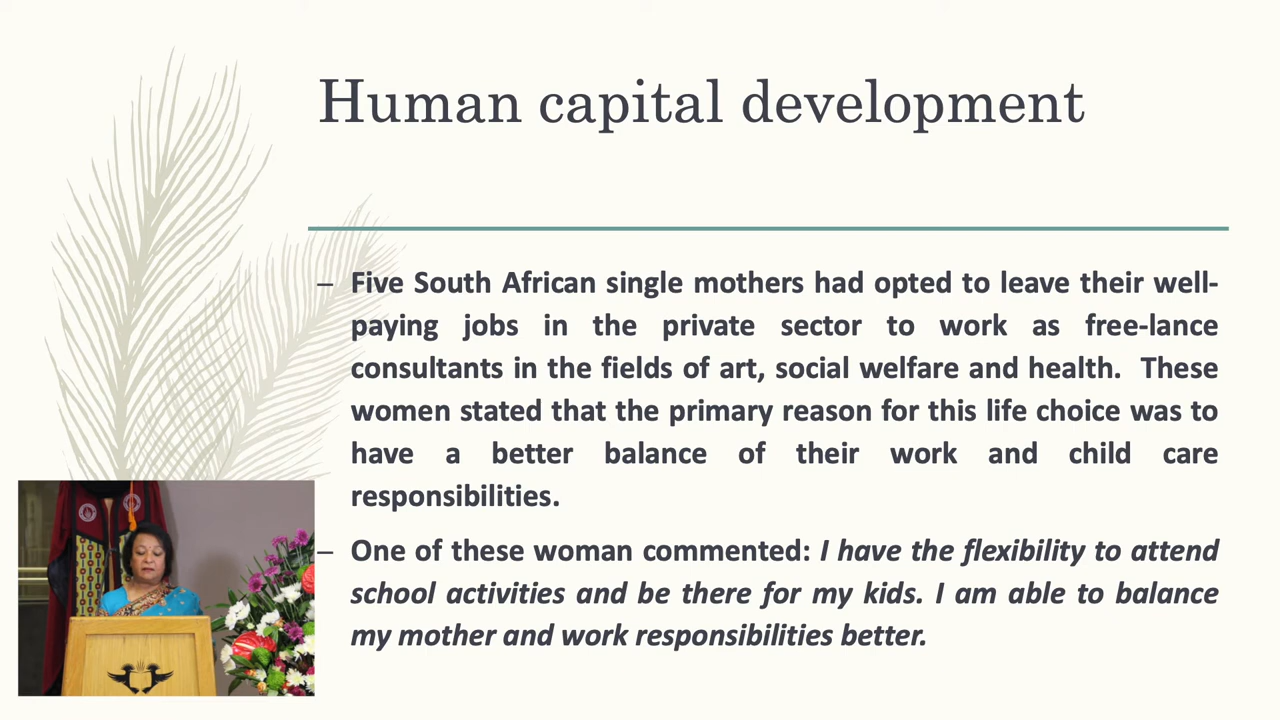 Human capital development
– Five South African single mothers had opted to leave their well-
paying jobs in the private sector to work as free-lance
consultants in the fields of art, social welfare and health. These
women stated that the primary reason for this life choice was to
have a better balance of their work and child care
responsibilities.
– One of these woman commented: I have the flexibility to attend
school activities and be there for my kids. I am able to balance
my mother and work responsibilities better.